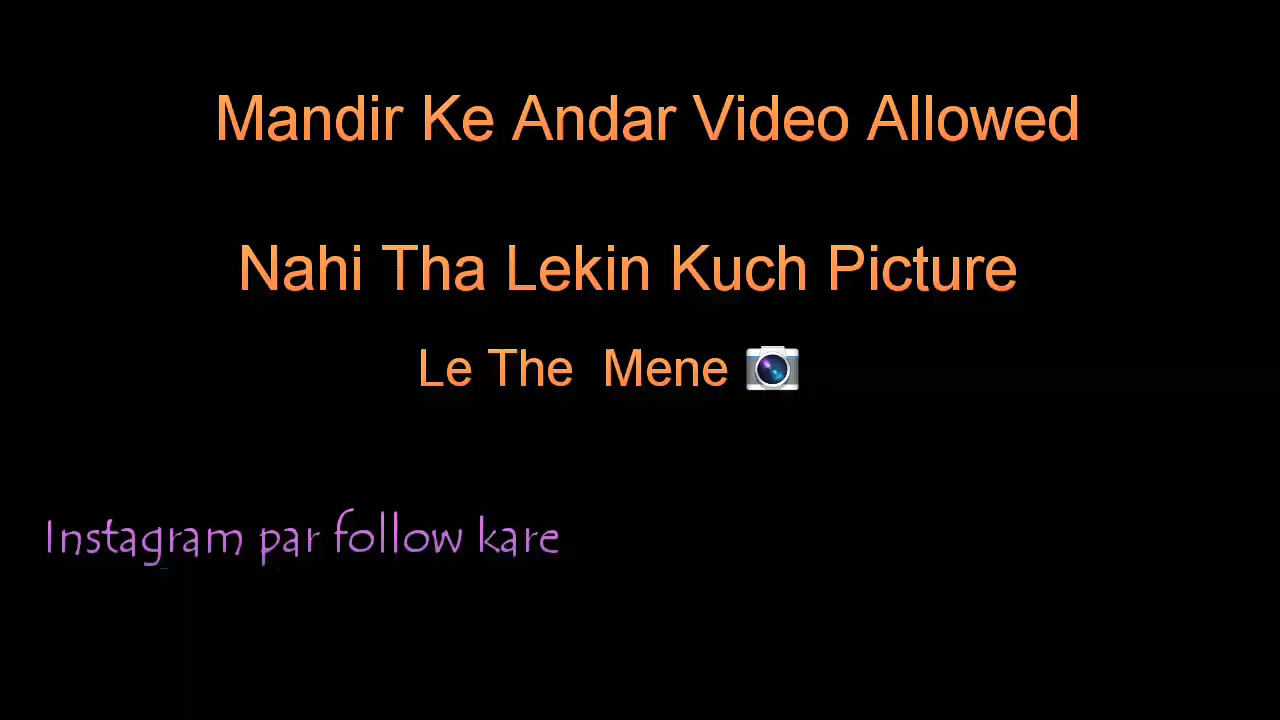 Mandir Ke Andar Video Allowed
Nahi Tha Lekin Kuch Picture
Le The Mene 📷
Instagram par follow kare